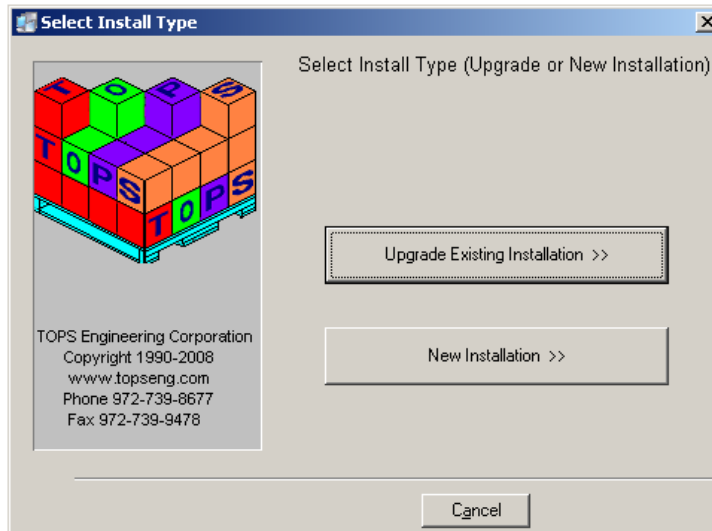 Select Install Type
Select Install Type (Upgrade or New Installation)
T O P S
TOPS
TOPS
Upgrade Existing Installation >>
New Installation >>
TOPS Engineering Corporation
Copyright 1990-2008
www.topseng.com
Phone 972-739-8677
Fax 972-739-9478
Cancel